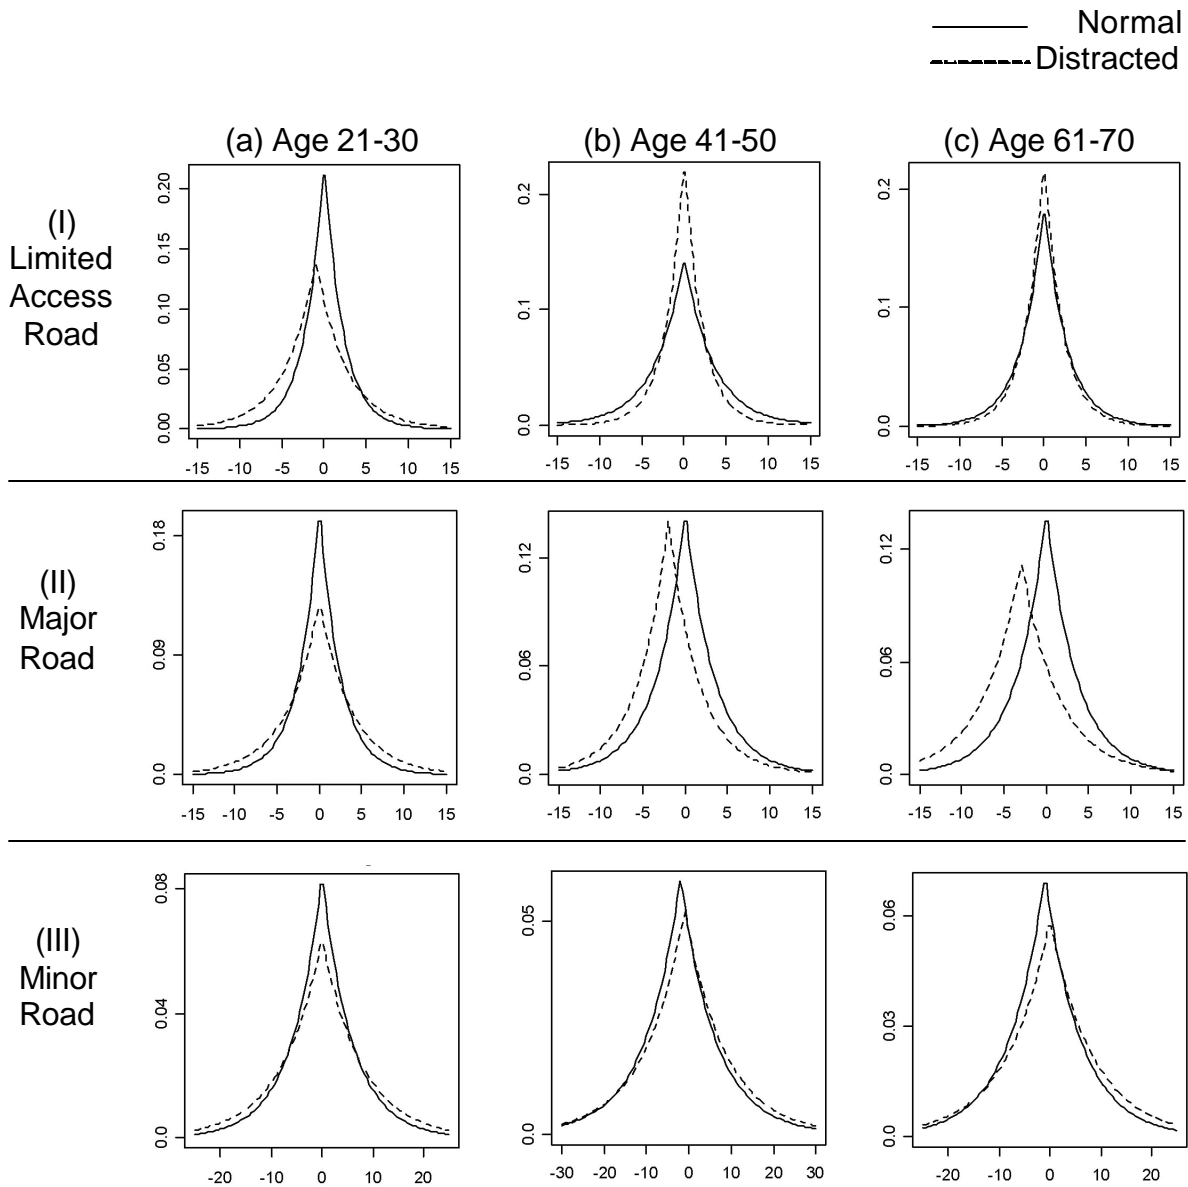 Normal
Distracted
(a) Age 21-30
(b) Age 41-50
(c) Age 61-70
(I)
Limited
Access
Road
0.20
0.15
0.10
0.05
0.00
-15 -10 -5 0 5 10 15
0.2
0.1
0.0
-15 -10 -5 0 5 10 15
0.2
0.1
0.0
-15 -10 -5 0 5 10 15
(II)
Major
Road
0.18
0.09
0.0
-15 -10 -5 0 5 10 15
0.12
0.06
0.0
-15 -10 -5 0 5 10 15
0.12
0.06
0.0
-15 -10 -5 0 5 10 15
(III)
Minor
Road
0.08
0.04
0.0
-20 -10 0 10 20
0.05
0.0
-30 -20 -10 0 10 20 30
0.06
0.03
0.0
-20 -10 0 10 20